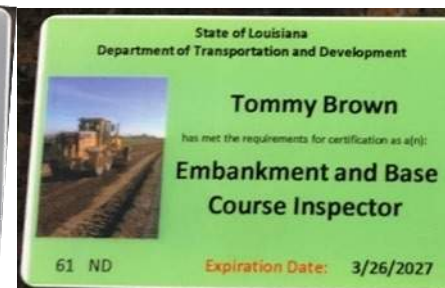 State of Louisiana
Department of Transportation and Development
Tommy Brown
has met the requirements for certification as a(n):
Embankment and Base
Course Inspector
61 ND
Expiration Date: 3/26/2027